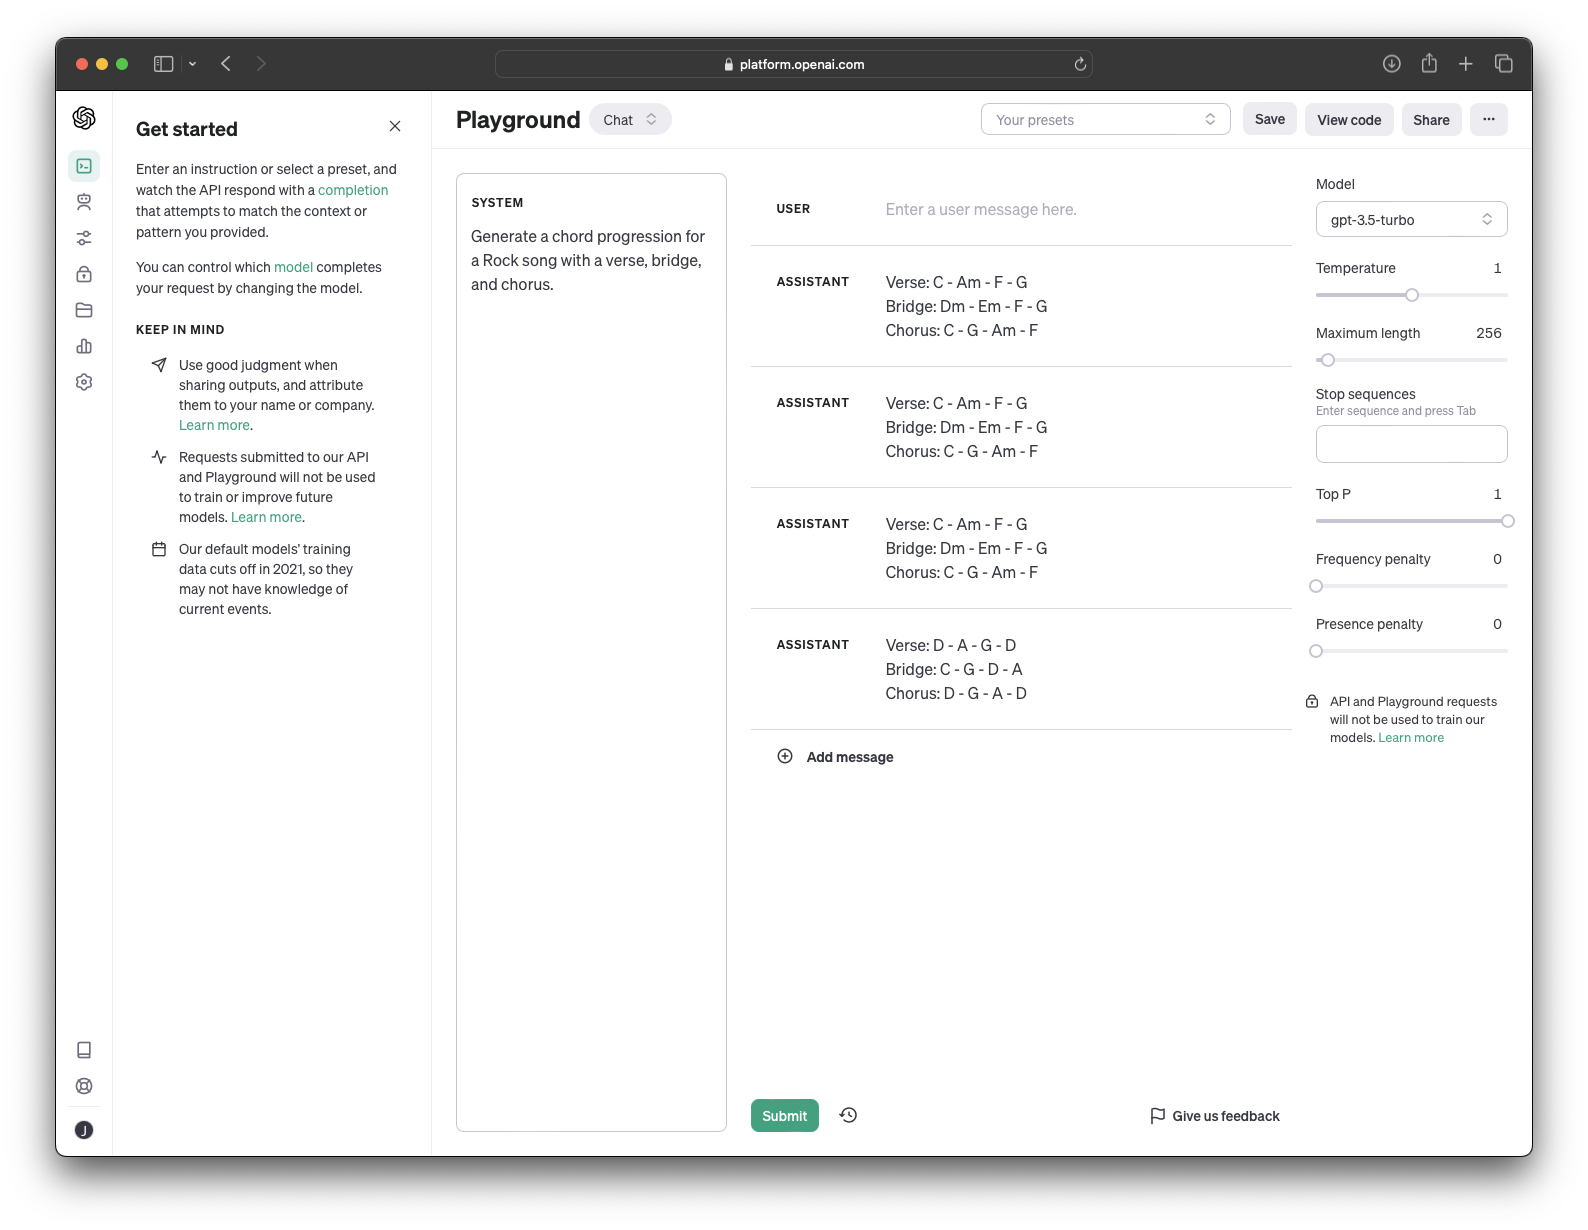 platform.openai.com
Get started
Enter an instruction or select a preset, and
watch the API respond with a completion
that attempts to match the context or
pattern you provided.
You can control which model completes
your request by changing the model.
KEEP IN MIND
Use good judgment when
sharing outputs, and attribute
them to your name or company.
Learn more.
Requests submitted to our API
and Playground will not be used
to train or improve future
models. Learn more.
Our default models' training
data cuts off in 2021, so they
may not have knowledge of
current events.
J
Playground
Chat
Your presets
Save
View code
Share
SYSTEM
Generate a chord progression for
a Rock song with a verse, bridge,
and chorus.
USER
Enter a user message here.
ASSISTANT
Verse: C - Am - F - G
Bridge: Dm - Em - F - G
Chorus: C - G - Am - F
ASSISTANT
Verse: C - Am - F - G
Bridge: Dm - Em - F - G
Chorus: C - G - Am - F
ASSISTANT
Verse: C - Am - F - G
Bridge: Dm - Em - F - G
Chorus: C - G - Am - F
ASSISTANT
Verse: D - A - G - D
Bridge: C - G - D - A
Chorus: D - G - A - D
Add message
Submit
Give us feedback
Model
gpt-3.5-turbo
Temperature 1
Maximum length 256
Stop sequences
Enter sequence and press Tab
Top P 1
Frequency penalty 0
Presence penalty 0
API and Playground requests
will not be used to train our
models. Learn more